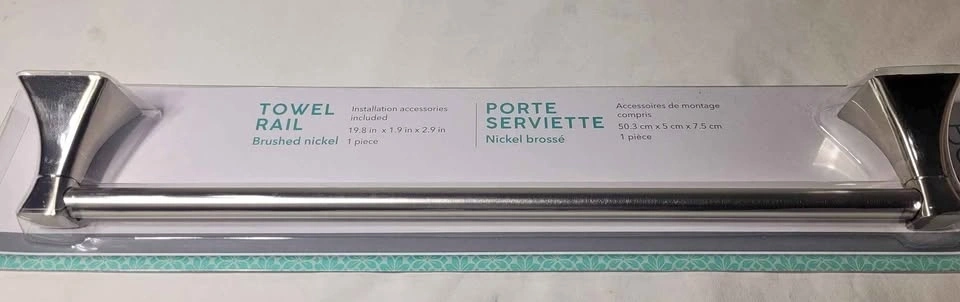 TOWEL
RAIL
Brushed nickel
Installation accessories
included
19.8 in x 1.9 in x 2.9 in
1 piece
PORTE
SERVIETTE
Nickel brossé
Accessoires de montage
compris
50.3 cm x 5 cm x 7.5 cm
1 pièce